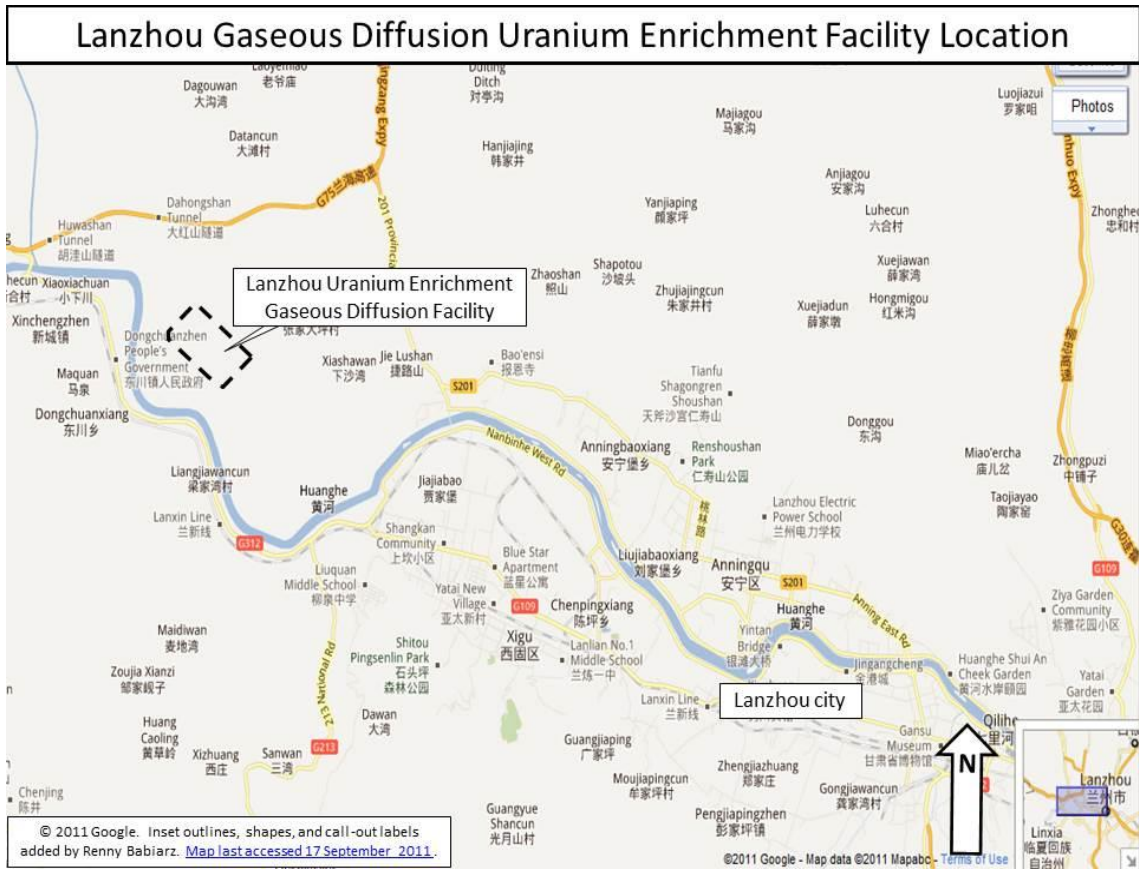 Lanzhou Gaseous Diffusion Uranium Enrichment Facility Location
老爷庙
Dagouwan
大沟湾
Ditch
对亭沟
Luojiazui
罗家咀
Photos
Majiagou
马家沟
Datancun
大滩村
Hanjiajing
韩家井
Anjiagou
安家沟
G75兰海高速
201 Provincia
Yanjiaping
颜家坪
Luhecun
六合村
Zhonghe
忠和村
Dahongshan
Tunnel
大红山隧道
Huwashan
Tunnel
胡洼山隧道
Xuejiawan
薛家湾
Shapotou
沙坡头
Zhaoshan
照山
Lanzhou Uranium Enrichment
Gaseous Diffusion Facility
Zhujiajingcun
朱家井村
Hongmigou
红米沟
Xuejiadun
薛家墩
hecun
合村
Xiaoxiachuan
小下川
Xinchengzhen
新城镇
Dongchuanzhen
People's
Government
东川镇人民政府
Xiashawan
下沙湾
Jie Lushan
捷路山
Bao'ensi
报恩寺
Maquan
马泉
S201
Tianfu
Shagongren
Shoushan
天斧沙宫仁寿山
Dongchuanxiang
东川乡
Nanbinhe West Rd
Anningbaoxiang
安宁堡乡
Renshoushan
Park
仁寿山公园
Donggou
东沟
Miao'ercha
庙儿岔
Zhongpuzi
中铺子
Liangjiawancun
梁家湾村
Huanghe
黄河
Jiajiabao
贾家堡
桃林路
Lanzhou Electric
Power School
兰州电力学校
Taojiayao
陶家窑
Lanxin Line
兰新线
G312
Shangkan
Community
上坎小区
Blue Star
Apartment
蓝星公寓
Liujiabaoxiang
刘家堡乡
Anningqu
安宁区
S201
G109
Liuquan
Middle School
柳泉中学
Yatai New
Village
亚太新村
G109
Chenpingxiang
陈坪乡
Huanghe
黄河
Anning East Rd
Ziya Garden
Community
紫雅花园小区
Maidiwan
麦地湾
Shitou
Pingsenlin Park
石头坪
森林公园
Xigu
西固区
Lanlian No.1
Middle School
兰炼一中
Yintan
Bridge
银滩大桥
Jingangcheng
金港城
Huanghe Shui An
Cheek Garden
黄河水岸颐园
Zoujia Xianzi
邹家岘子
213 National Rd
Lanxin Line
兰新线
Lanzhou city
Yatai
Garden
亚太花园
Dawan
大湾
Huang
Caoling
黄草岭
Xizhuang
西庄
Sanwan
三湾
G213
Guangjiaping
广家坪
Gansu
Museum
甘肃省博物馆
Qilihe
七里河
N
Zhengjiazhuang
郑家庄
Moujiapingcun
牟家坪村
Gongjiawancun
龚家湾村
Lanzhou
兰州市
Chenjing
陈井
Guangyue
Shancun
光月山村
Pengjiapingzhen
彭家坪镇
Linxia
临夏回族
自治州
© 2011 Google. Inset outlines, shapes, and call-out labels
added by Renny Babiarz. Map last accessed 17 September 2011.
©2011 Google - Map data ©2011 Mapabc - Terms of Use